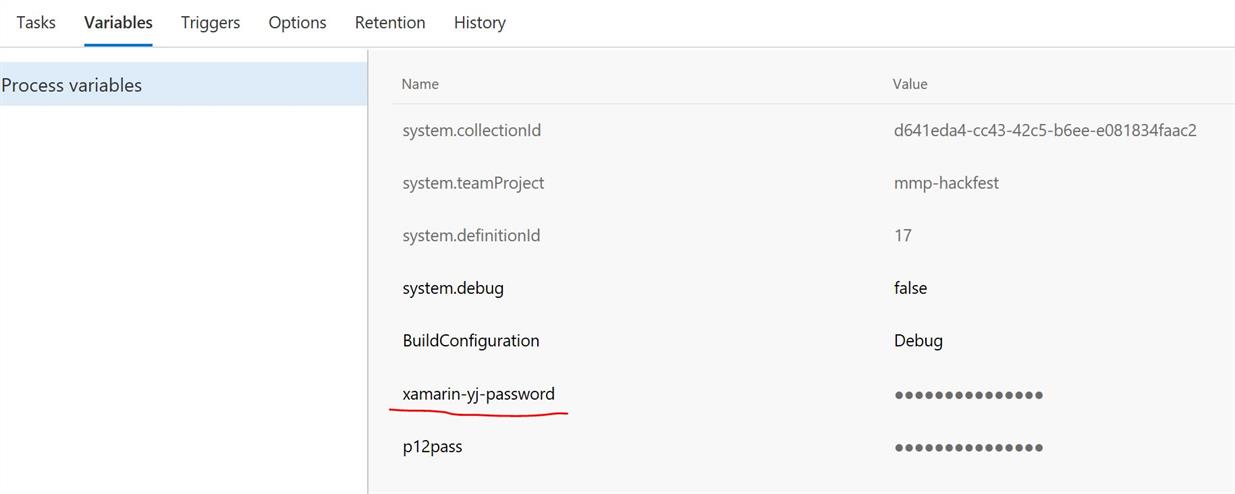 Tasks Variables Triggers Options Retention History
Process variables
Name Value
system.collectionId d641eda4-cc43-42c5-b6ee-e081834faac2
system.teamProject mmp-hackfest
system.definitionId 17
system.debug false
BuildConfiguration Debug
xamarin-yj-password ●●●●●●●●●●●●●●●
p12pass ●●●●●●●●●●●●●●●